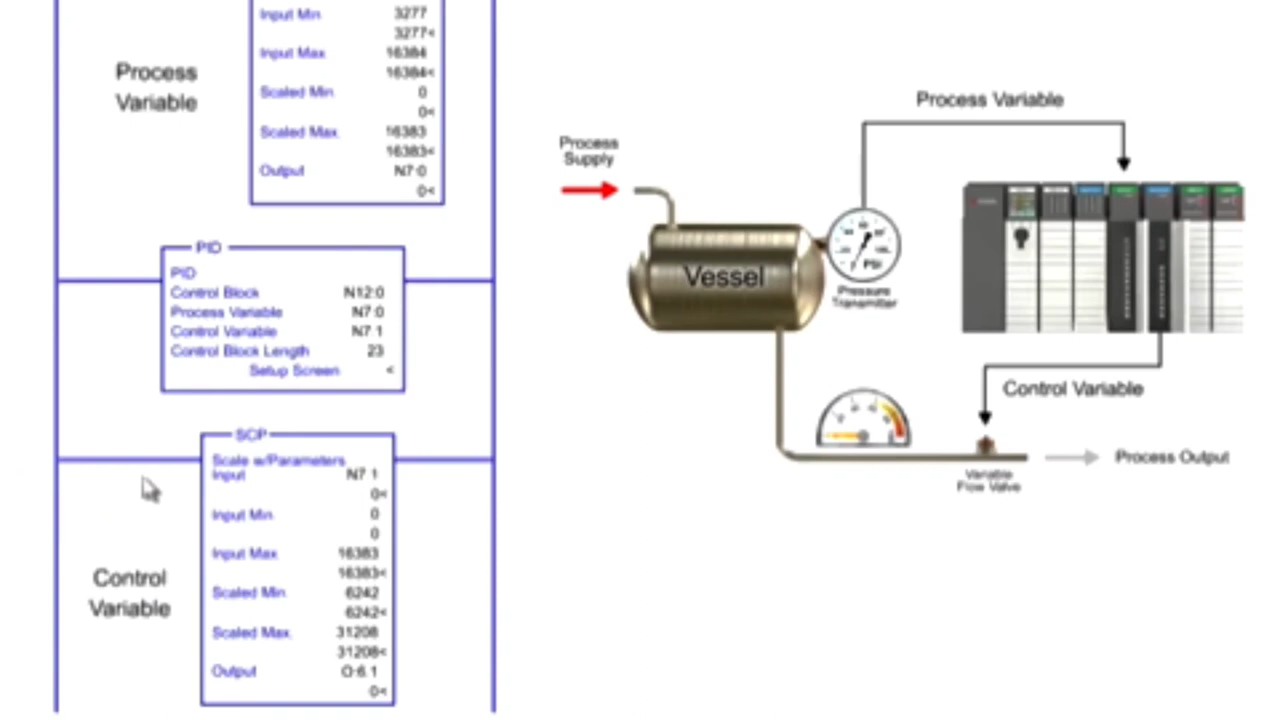 Input Min 3277
3277<
Input Max 16384
16384<
Scaled Min 0
0<
Scaled Max 16383
16383<
Output N7:0
0<
Process
Variable
PID
PID
Control Block N12:0
Process Variable N7:0
Control Variable N7:1
Control Block Length 23
Setup Screen <
SCP
Scale w/Parameters
Input N7:1
0<
Input Min 0
0
Input Max 16383
16383<
Scaled Min 6242
6242<
Scaled Max 31208
31208<
Output O:6.1
0<
Control
Variable
Process Variable
Process
Supply
Vessel
PSI
Pressure
Transmitter
Control Variable
Variable
Flow Valve
Process Output